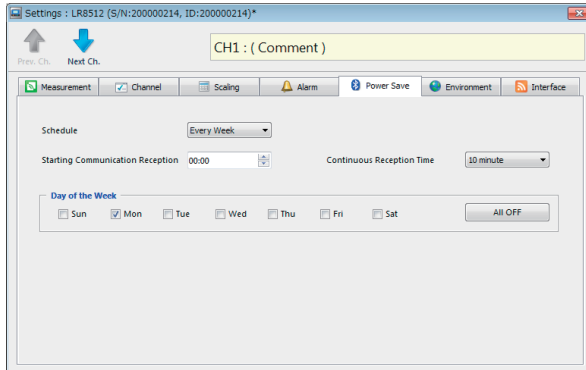 Settings : LR8512 (S/N:200000214, ID:200000214)*
Prev. Ch. Next Ch. CH1 : ( Comment )
Measurement Channel Scaling Alarm Power Save Environment Interface
Schedule Every Week
Starting Communication Reception 00:00 Continuous Reception Time 10 minute
Day of the Week
Sun Mon Tue Wed Thu Fri Sat All OFF